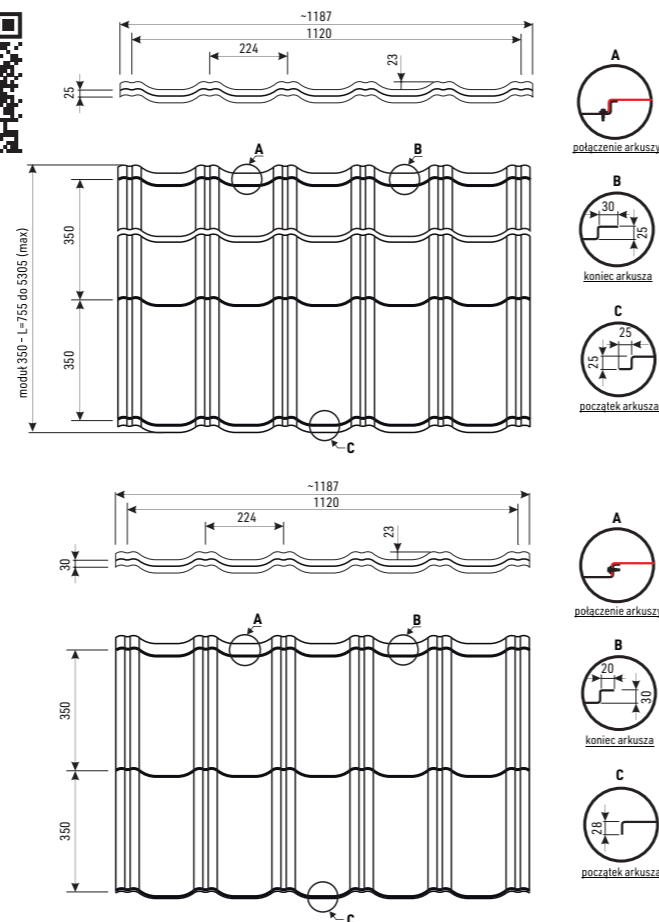 ~1187
1120
224
23
25
A
B
350
350
moduł 350 - L=755 do 5305 (max)
C
A
połączenie arkuszy
B
30
25
koniec arkusza
C
25
25
początek arkusza
~1187
1120
224
23
30
A
B
350
350
C
A
połączenie arkuszy
B
20
30
koniec arkusza
C
28
początek arkusza